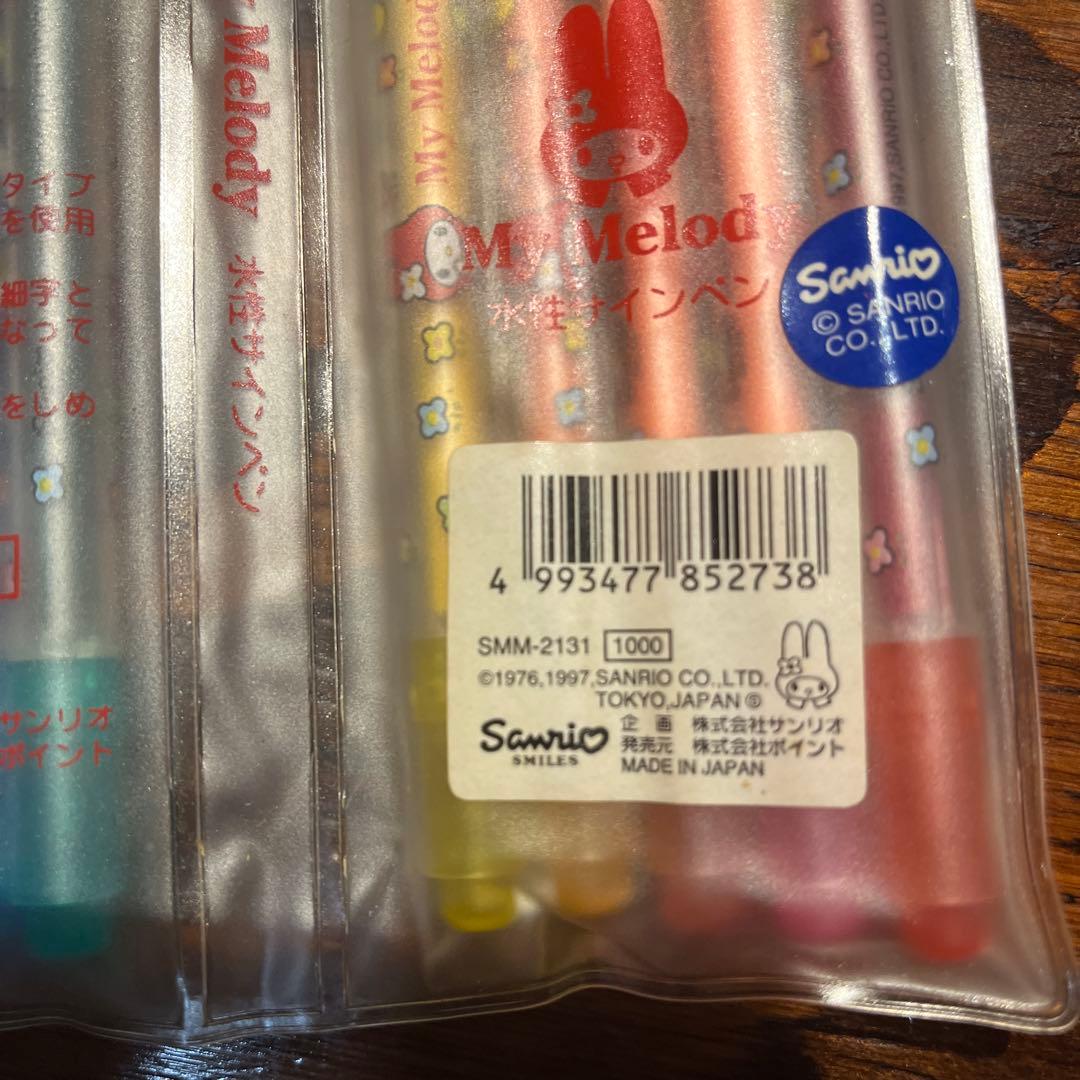 タイプ
を使用
細字と
なって
をしめ
サンリオ
ポイント
Melody 水性サインペン
My Melody
1997,SANRIO CO.,LTD.
My Melody
水性サインペン
Sanrio
© SANRIO
CO.,LTD.
4 993477 852738
SMM-2131 1000
©1976,1997,SANRIO CO.,LTD.
TOKYO,JAPAN Ⓢ
Sanrio
SMILES
企画 株式会社サンリオ
発売元 株式会社ポイント
MADE IN JAPAN